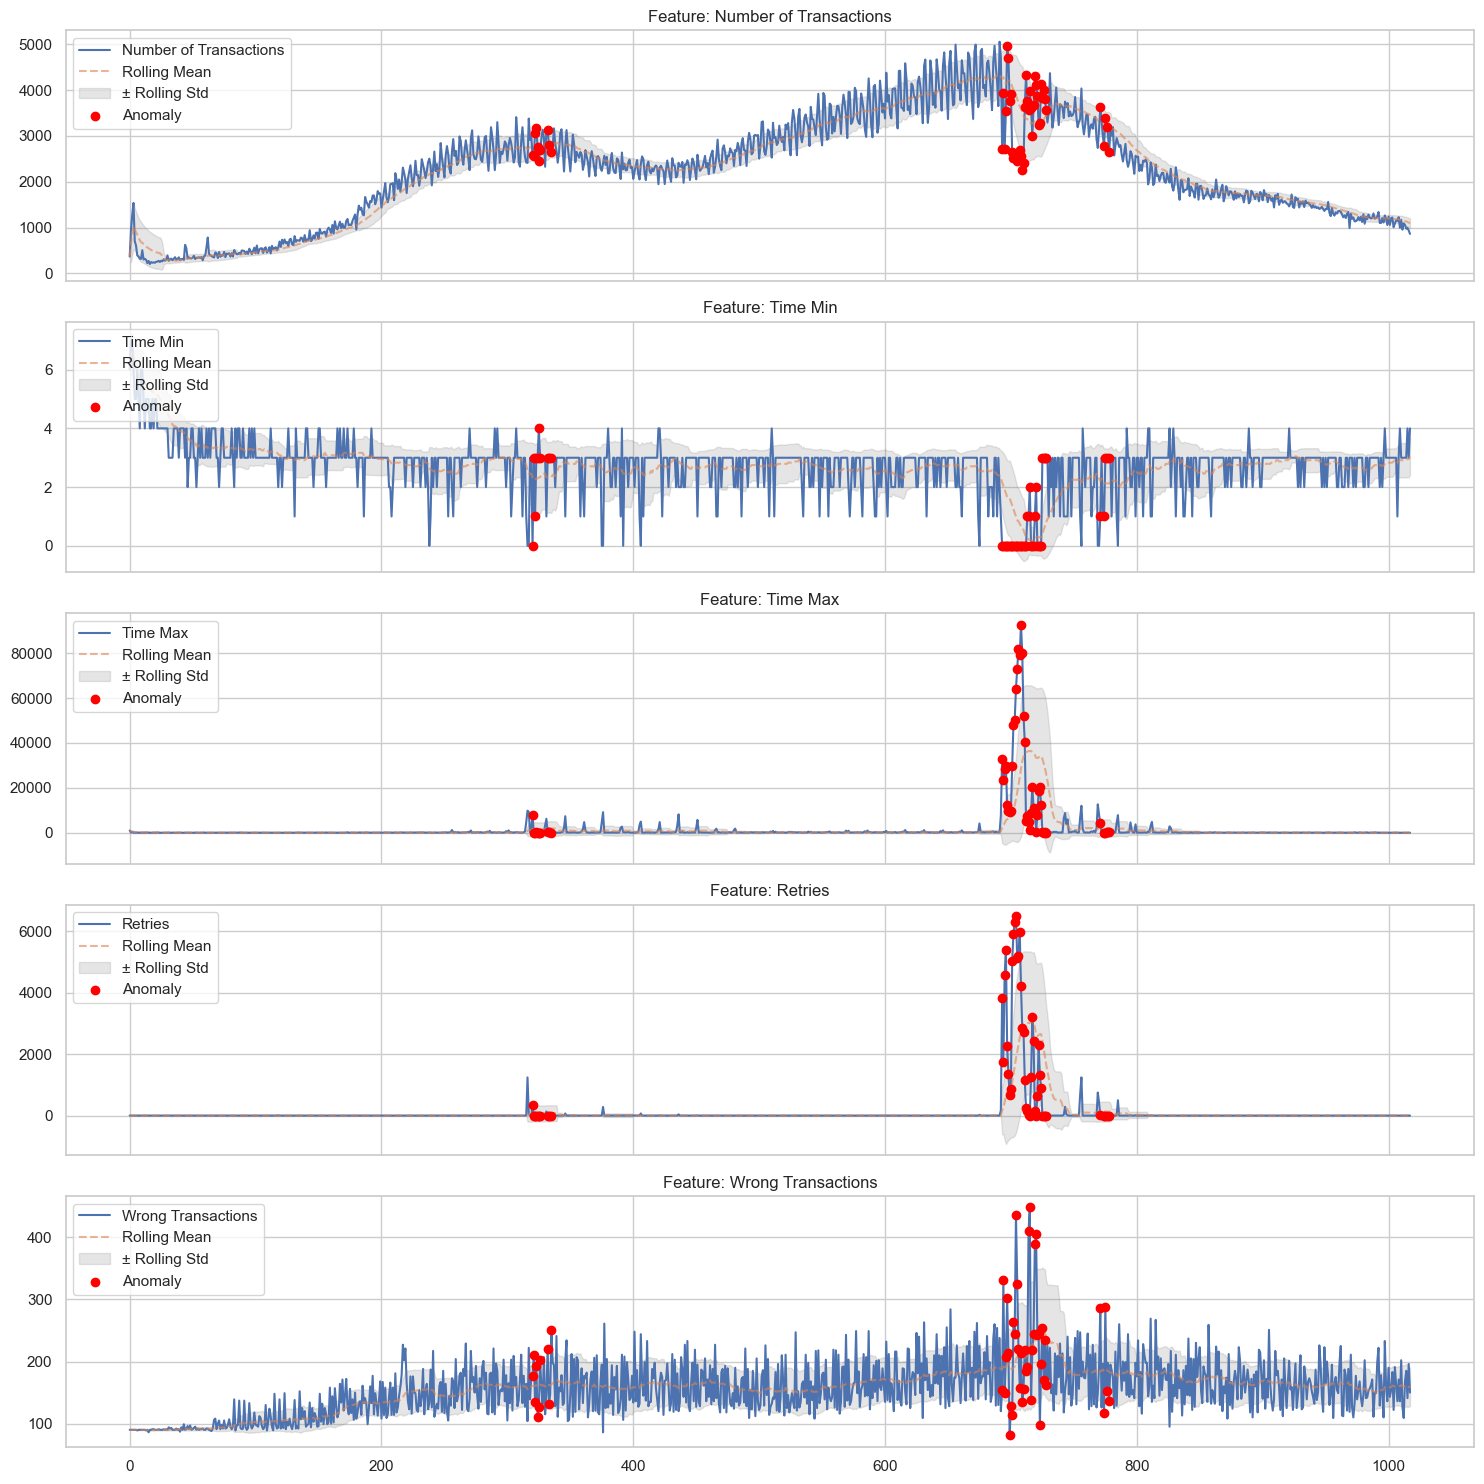 Feature: Number of Transactions
5000
4000
3000
2000
1000
0
Number of Transactions
Rolling Mean
± Rolling Std
Anomaly
Feature: Time Min
6
4
2
0
Time Min
Rolling Mean
± Rolling Std
Anomaly
Feature: Time Max
80000
60000
40000
20000
0
Time Max
Rolling Mean
± Rolling Std
Anomaly
Feature: Retries
6000
4000
2000
0
Retries
Rolling Mean
± Rolling Std
Anomaly
Feature: Wrong Transactions
400
300
200
100
Wrong Transactions
Rolling Mean
± Rolling Std
Anomaly
0 200 400 600 800 1000